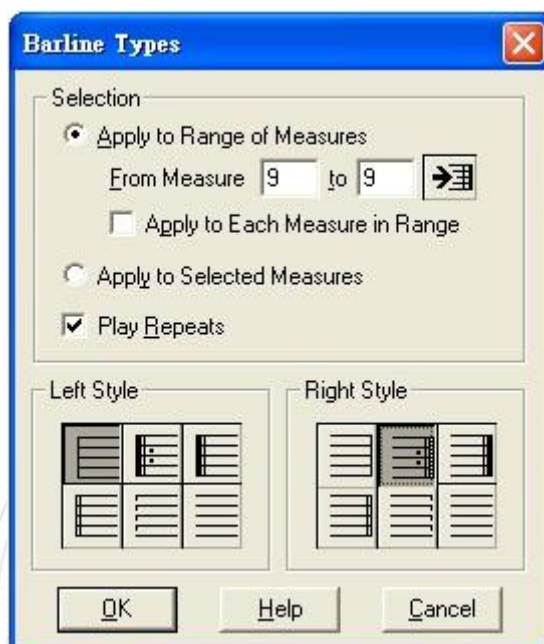 Barline Types
Selection
Apply to Range of Measures
From Measure 9 to 9
Apply to Each Measure in Range
Apply to Selected Measures
Play Repeats
Left Style
Right Style
OK
Help
Cancel